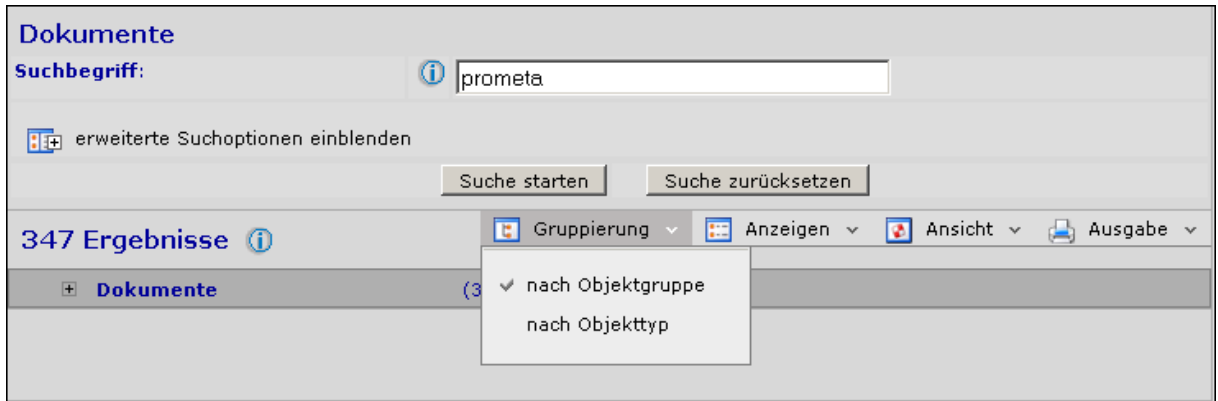 Dokumente
Suchbegriff: prometa
erweiterte Suchoptionen einblenden
Suche starten Suche zurücksetzen
347 Ergebnisse Gruppierung Anzeigen Ansicht Ausgabe
Dokumente (3
nach Objektgruppe
nach Objekttyp